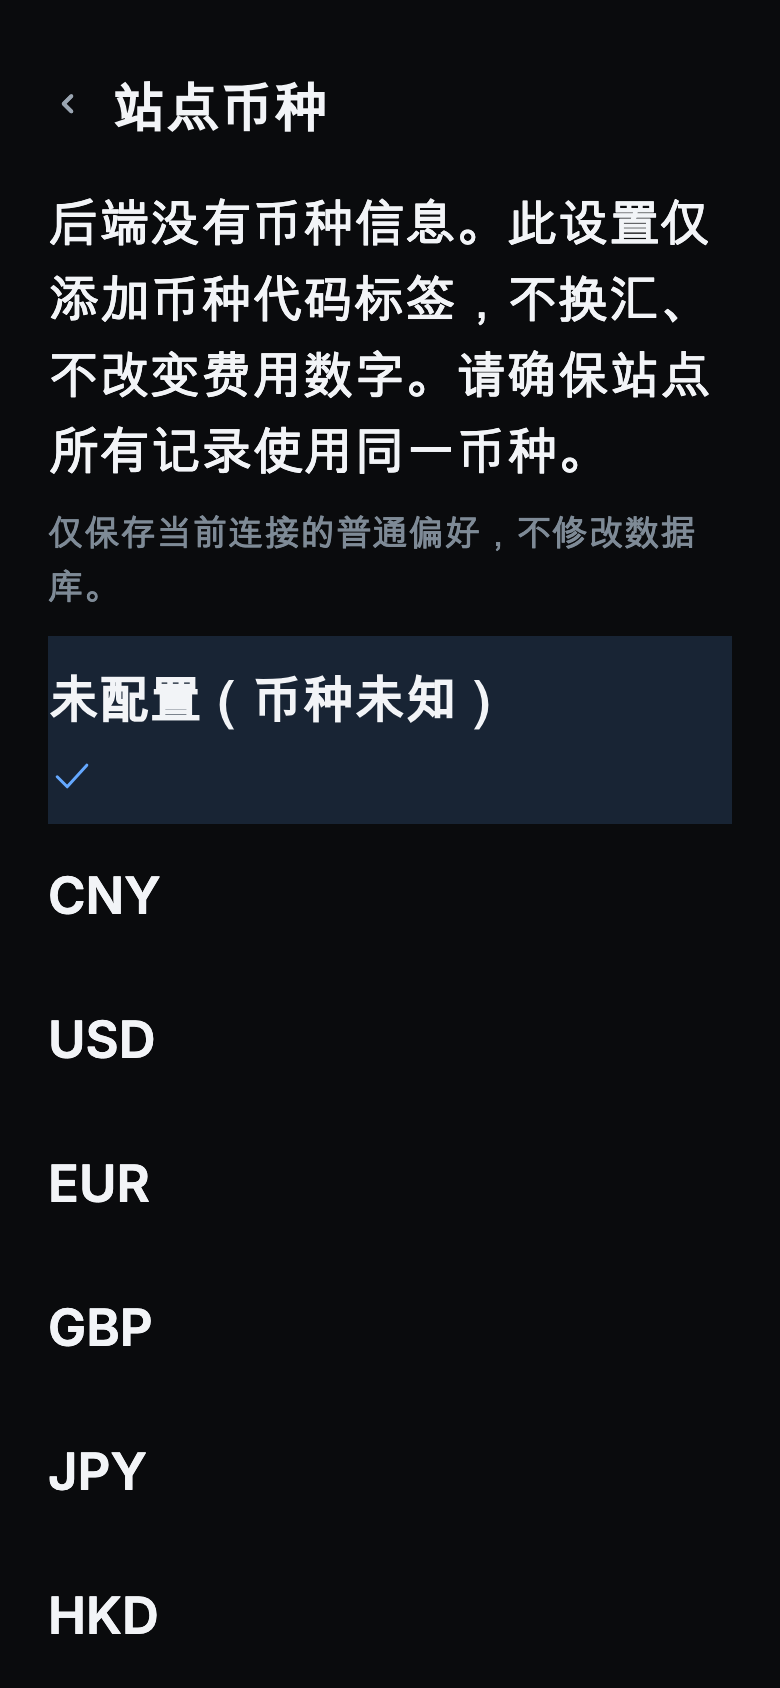 站点币种
后端没有币种信息。此设置仅
添加币种代码标签，不换汇、
不改变费用数字。请确保站点
所有记录使用同一币种。
仅保存当前连接的普通偏好，不修改数据
库。
未配置（币种未知）
CNY
USD
EUR
GBP
JPY
HKD